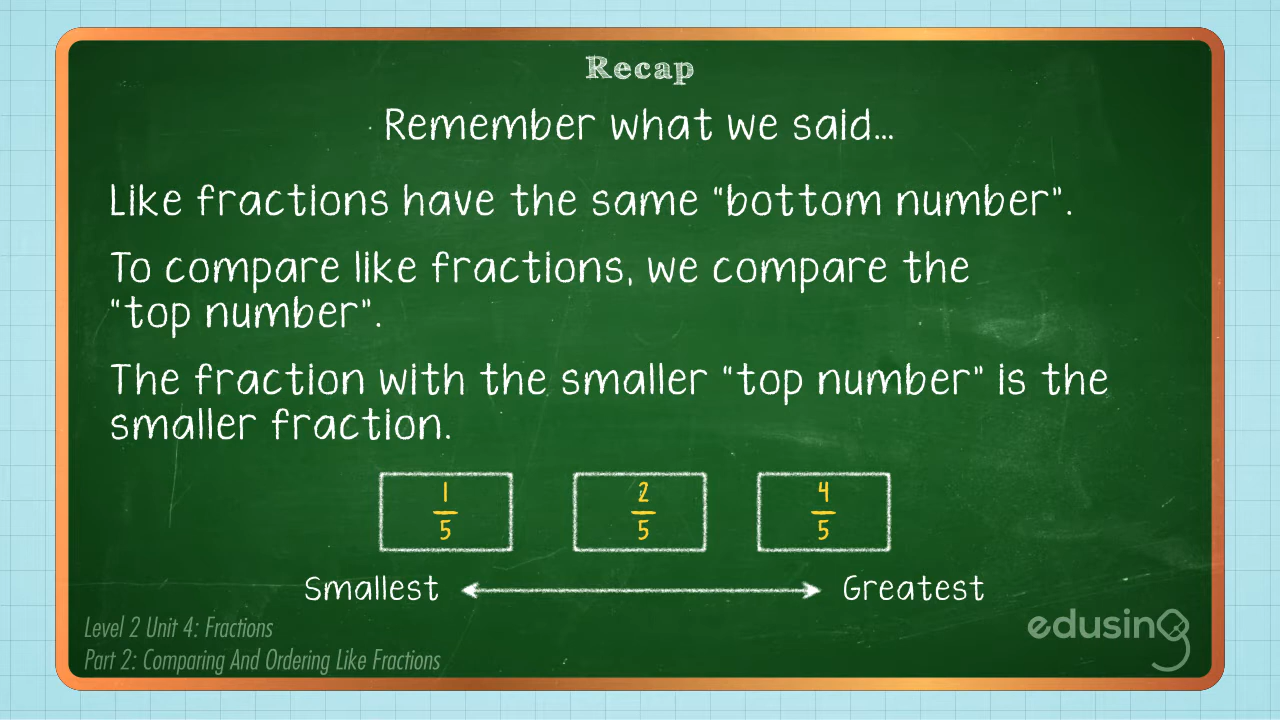 Recap
Remember what we said...
Like fractions have the same "bottom number".
To compare like fractions, we compare the
"top number".
The fraction with the smaller "top number" is the
smaller fraction.
1/5 2/5 4/5
Smallest Greatest
Level 2 Unit 4: Fractions
Part 2: Comparing And Ordering Like Fractions
edusing